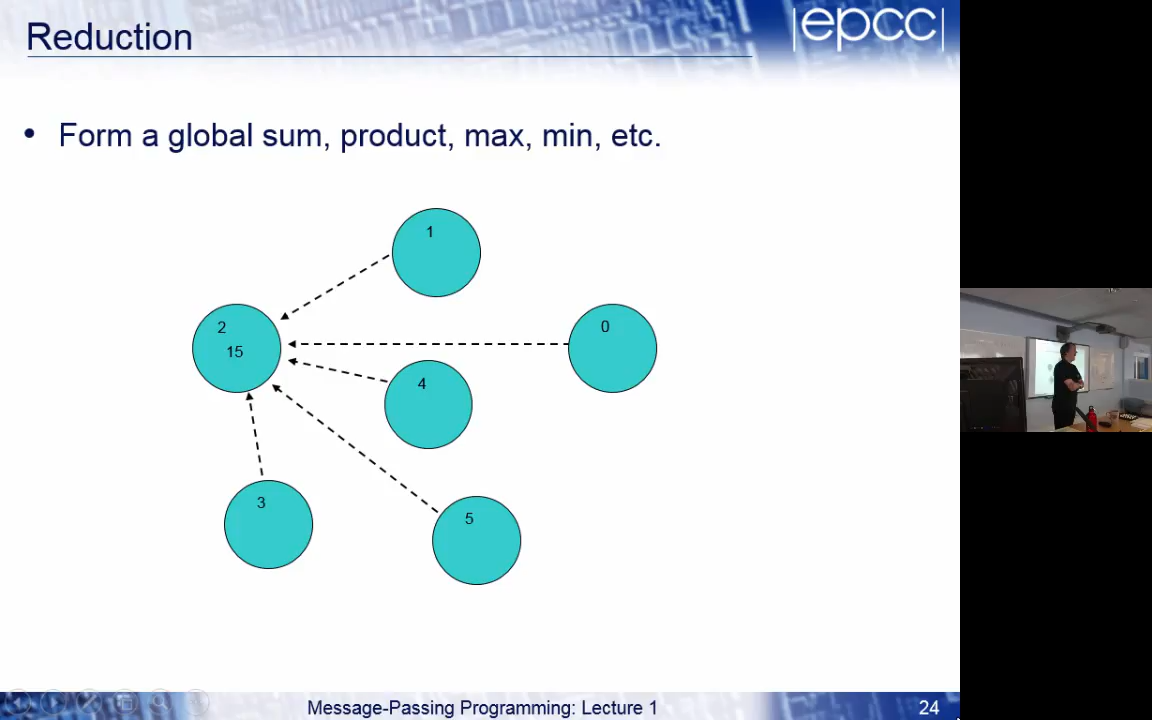 Reduction
|epcc|
• Form a global sum, product, max, min, etc.
1
2
15
0
4
3
5
Message-Passing Programming: Lecture 1
24